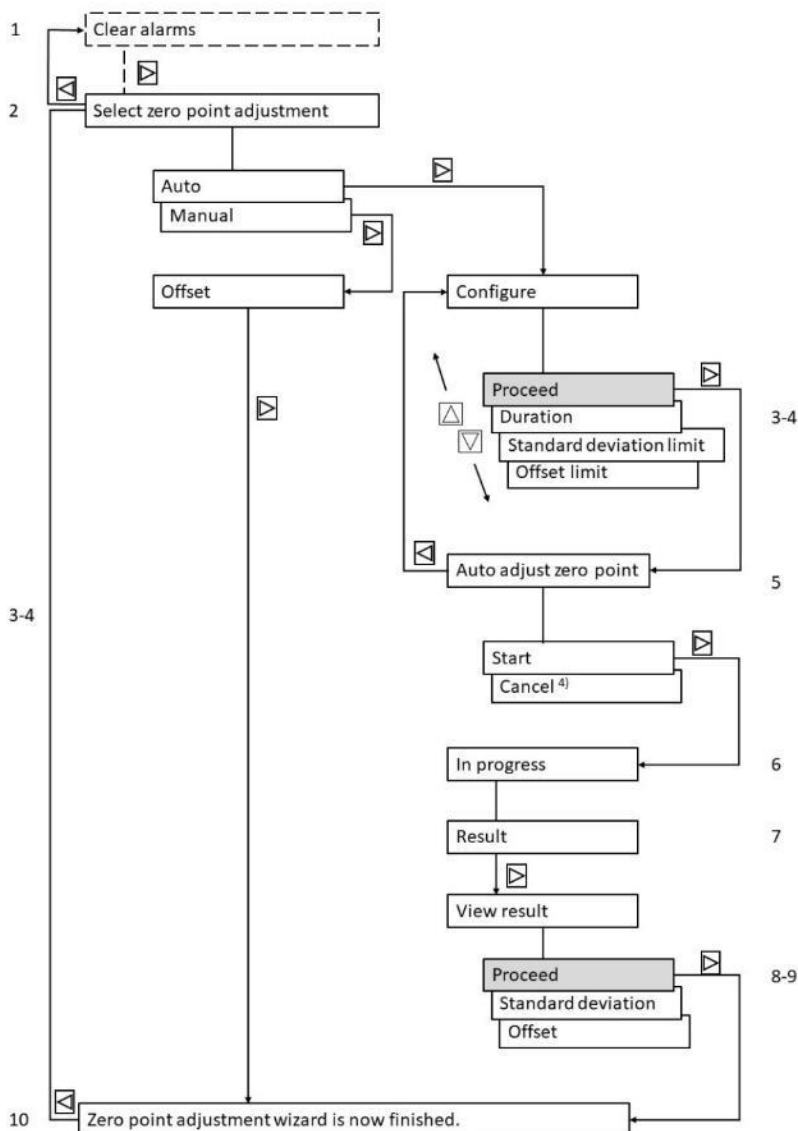 1
Clear alarms
2
Select zero point adjustment
Auto
Manual
Offset
Configure
Proceed
3-4
Duration
Standard deviation limit
Offset limit
Auto adjust zero point
5
3-4
Start
Cancel 4)
In progress
6
Result
7
View result
Proceed
8-9
Standard deviation
Offset
10
Zero point adjustment wizard is now finished.